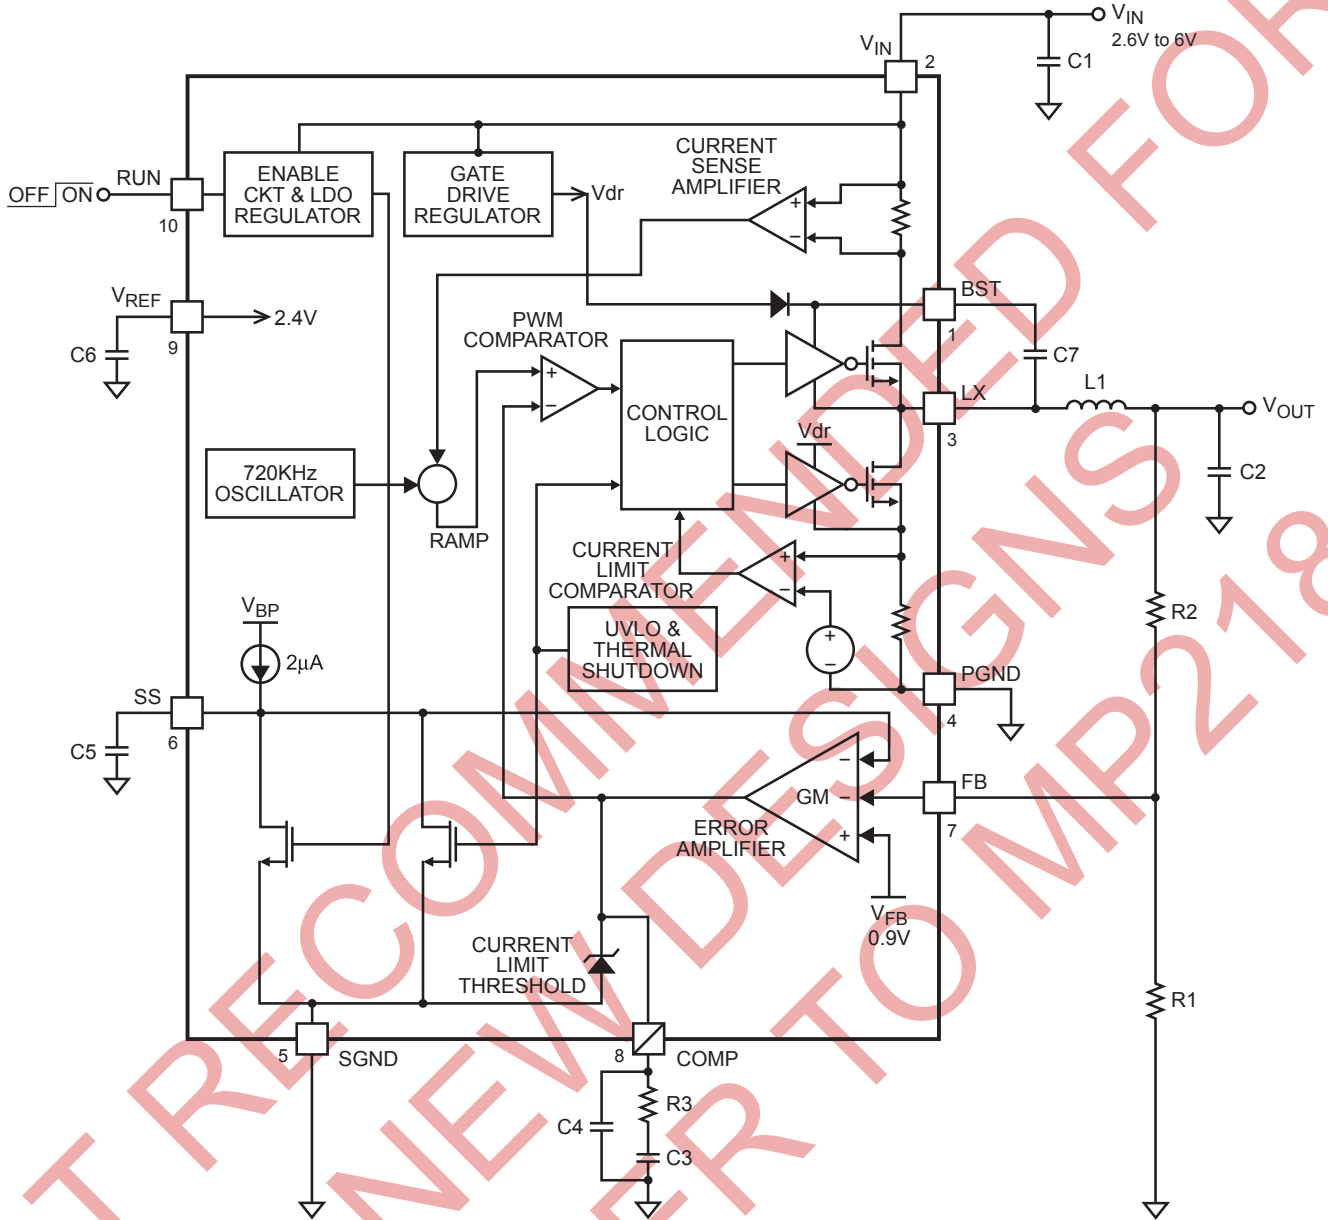 VIN
2.6V to 6V
VIN
2
C1
RUN
OFF ON
10
ENABLE
CKT & LDO
REGULATOR
GATE
DRIVE
REGULATOR
Vdr
CURRENT
SENSE
AMPLIFIER
+
−
VREF
9
2.4V
C6
BST
1
C7
PWM
COMPARATOR
+
−
CONTROL
LOGIC
LX
3
L1
VOUT
C2
Vdr
720KHz
OSCILLATOR
RAMP
CURRENT
LIMIT
COMPARATOR
+
−
UVLO &
THERMAL
SHUTDOWN
+
−
R2
VBP
2µA
SS
6
C5
PGND
4
−
GM −
+
ERROR
AMPLIFIER
FB
7
VFB
0.9V
CURRENT
LIMIT
THRESHOLD
R1
5
SGND
8
COMP
R3
C4
C3
T RECOMMENDED FOR
NEW DESIGNS
ER TO MP218